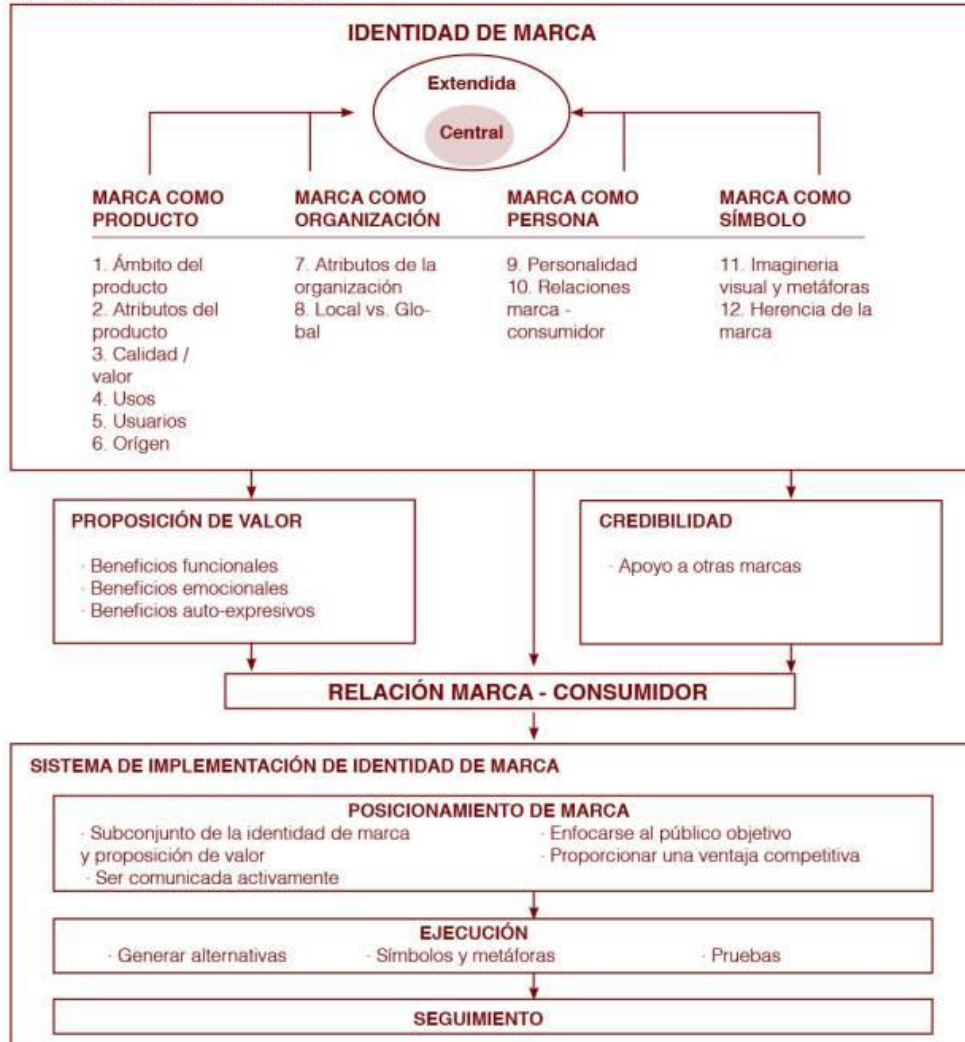 IDENTIDAD DE MARCA
Extendida
Central
MARCA COMO
PRODUCTO
1. Ámbito del
producto
2. Atributos del
producto
3. Calidad /
valor
4. Usos
5. Usuarios
6. Orígen
MARCA COMO
ORGANIZACIÓN
7. Atributos de la
organización
8. Local vs. Glo-
bal
MARCA COMO
PERSONA
9. Personalidad
10. Relaciones
marca -
consumidor
MARCA COMO
SÍMBOLO
11. Imagineria
visual y metáforas
12. Herencia de la
marca
PROPOSICIÓN DE VALOR
· Beneficios funcionales
· Beneficios emocionales
· Beneficios auto-expresivos
CREDIBILIDAD
· Apoyo a otras marcas
RELACIÓN MARCA - CONSUMIDOR
SISTEMA DE IMPLEMENTACIÓN DE IDENTIDAD DE MARCA
POSICIONAMIENTO DE MARCA
· Subconjunto de la identidad de marca
y proposición de valor
· Ser comunicada activamente
· Enfocarse al público objetivo
· Proporcionar una ventaja competitiva
EJECUCIÓN
· Generar alternativas
· Símbolos y metáforas
· Pruebas
SEGUIMIENTO